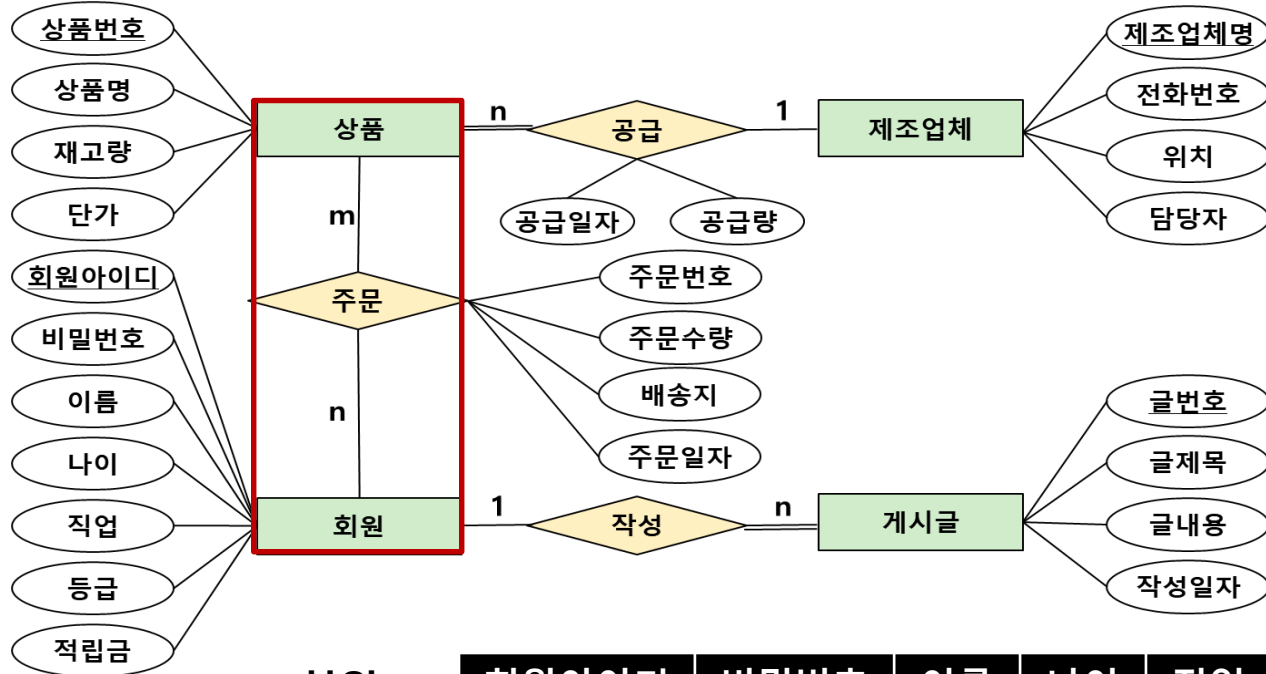 상품번호
상품명
재고량
단가
회원아이디
비밀번호
이름
나이
직업
등급
적립금
상품
m
주문
n
회원
n
공급
1
공급일자
공급량
주문번호
주문수량
배송지
주문일자
1
작성
n
제조업체
제조업체명
전화번호
위치
담당자
게시글
글번호
글제목
글내용
작성일자